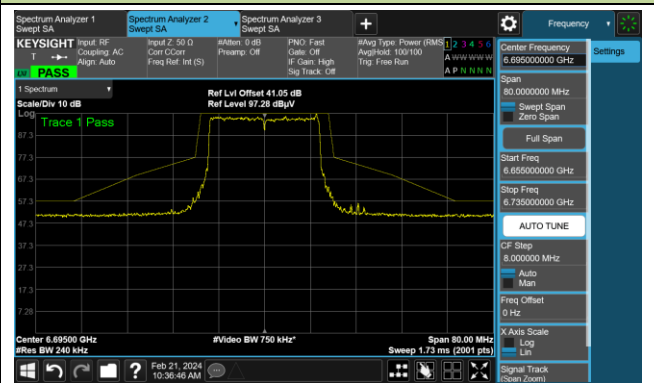 Spectrum Analyzer 1
Swept SA
Spectrum Analyzer 2
Swept SA
Spectrum Analyzer 3
Swept SA
+
Frequency
KEYSIGHT
T
PASS
Input: RF
Coupling: AC
Align: Auto
Input Z: 50 Ω
Corr CCorr
Freq Ref: Int (S)
#Atten: 0 dB
Preamp: Off
PNO: Fast
Gate: Off
IF Gain: High
Sig Track: Off
#Avg Type: Power (RMS
Avg|Hold: 100/100
Trig: Free Run
1 2 3 4 5 6
A W W W W W
A P N N N N
1 Spectrum
Scale/Div 10 dB
Ref Lvl Offset 41.05 dB
Ref Level 97.28 dBµV
Log
Trace 1 Pass
87.3
77.3
67.3
57.3
47.3
37.3
27.3
17.3
7.28
Center 6.69500 GHz
#Res BW 240 kHz
#Video BW 750 kHz*
Span 80.00 MHz
Sweep 1.73 ms (2001 pts)
Center Frequency
6.695000000 GHz
Span
80.0000000 MHz
Swept Span
Zero Span
Full Span
Start Freq
6.655000000 GHz
Stop Freq
6.735000000 GHz
AUTO TUNE
CF Step
8.000000 MHz
Auto
Man
Freq Offset
0 Hz
X Axis Scale
Log
Lin
Signal Track
(Span Zoom)
Settings
?
Feb 21, 2024
10:36:46 AM